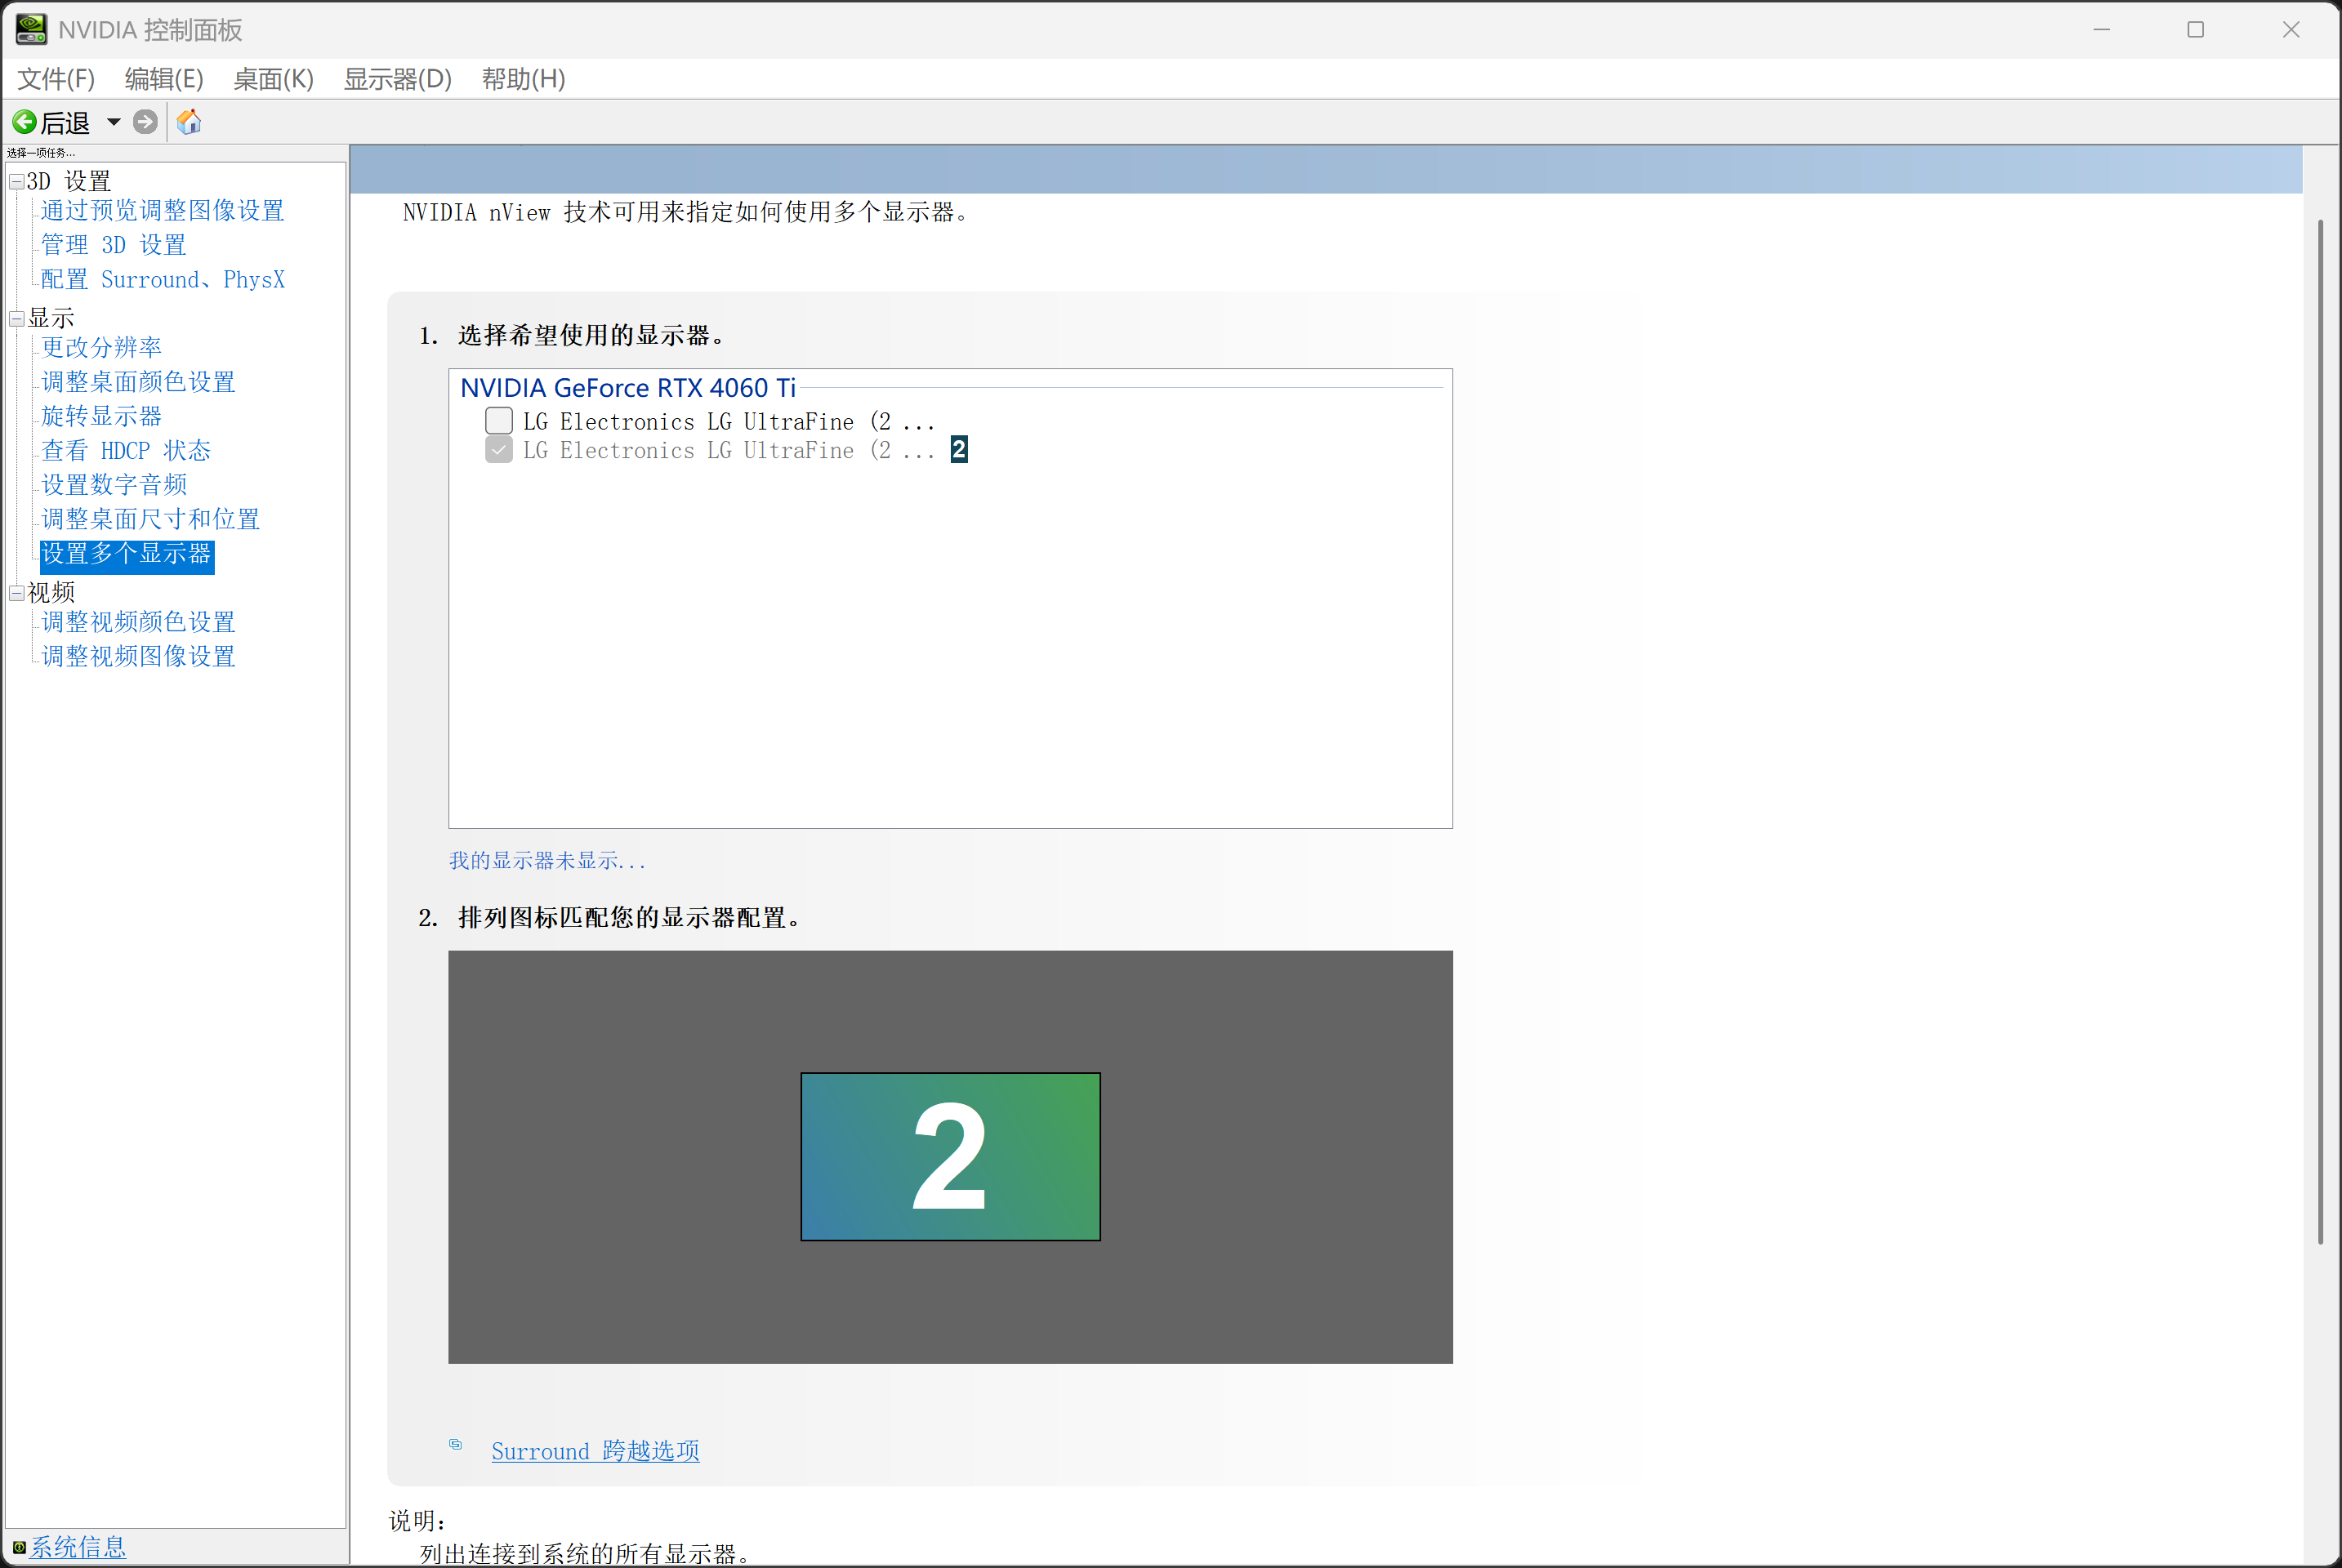 NVIDIA 控制面板
文件(F) 编辑(E) 桌面(K) 显示器(D) 帮助(H)
后退
选择一项任务...
3D 设置
通过预览调整图像设置
管理 3D 设置
配置 Surround、PhysX
显示
更改分辨率
调整桌面颜色设置
旋转显示器
查看 HDCP 状态
设置数字音频
调整桌面尺寸和位置
设置多个显示器
视频
调整视频颜色设置
调整视频图像设置
系统信息
NVIDIA nView 技术可用来指定如何使用多个显示器。
1. 选择希望使用的显示器。
NVIDIA GeForce RTX 4060 Ti
LG Electronics LG UltraFine (2 ...
LG Electronics LG UltraFine (2 ... 2
我的显示器未显示...
2. 排列图标匹配您的显示器配置。
2
Surround 跨越选项
说明:
列出连接到系统的所有显示器。